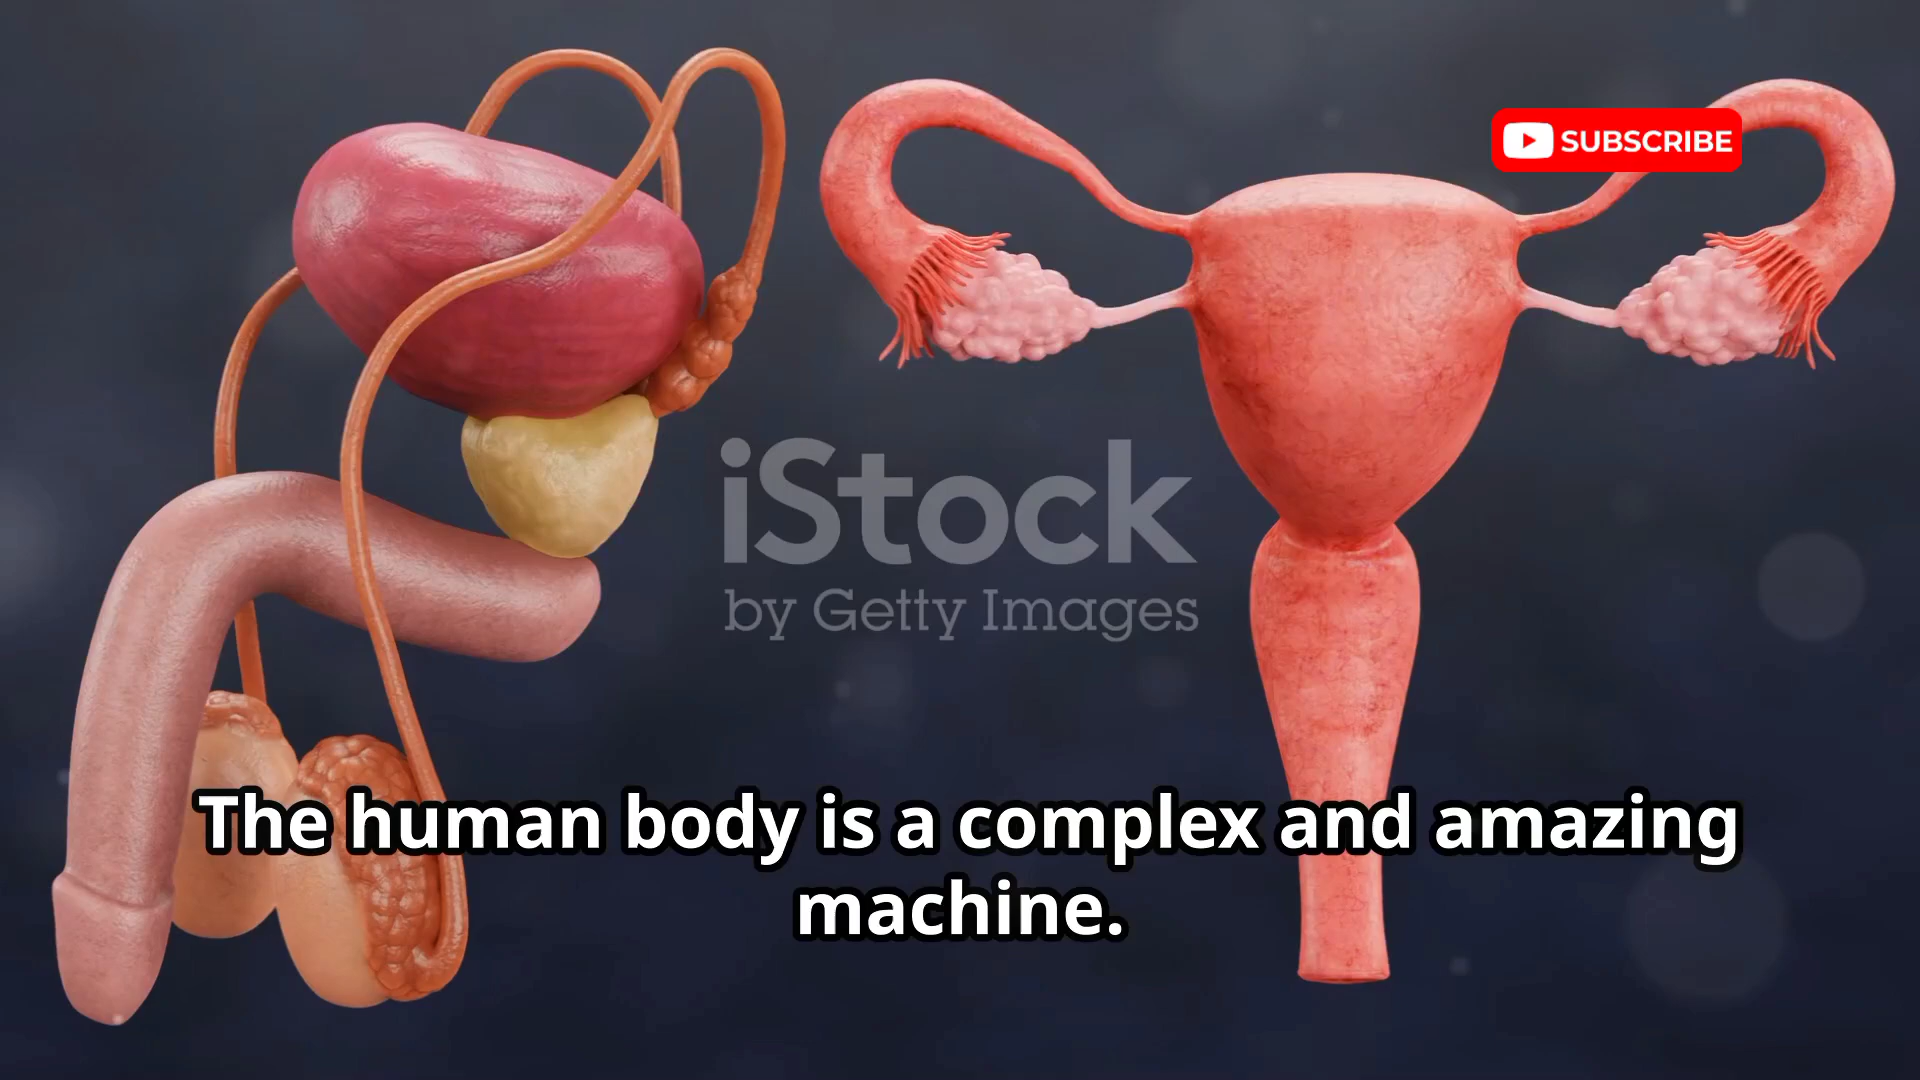 SUBSCRIBE
iStock
by Getty Images
The human body is a complex and amazing
machine.